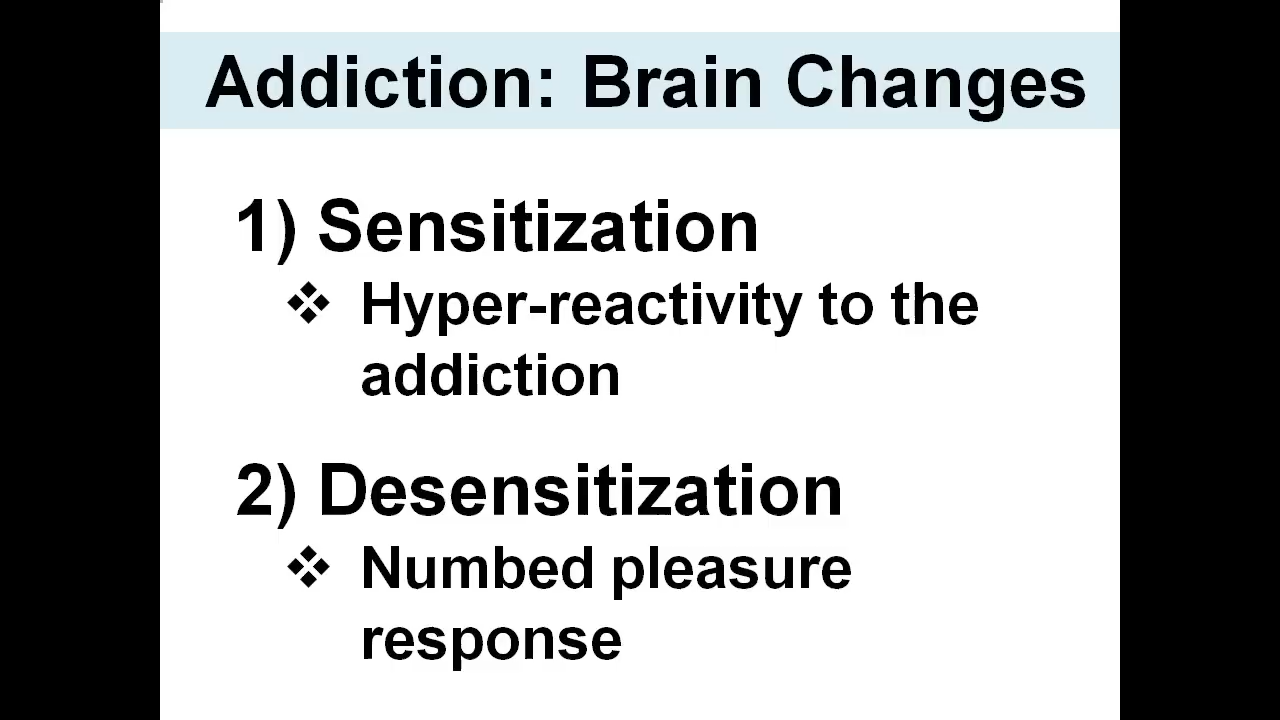 Addiction: Brain Changes
1) Sensitization
❖ Hyper-reactivity to the
addiction
2) Desensitization
❖ Numbed pleasure
response